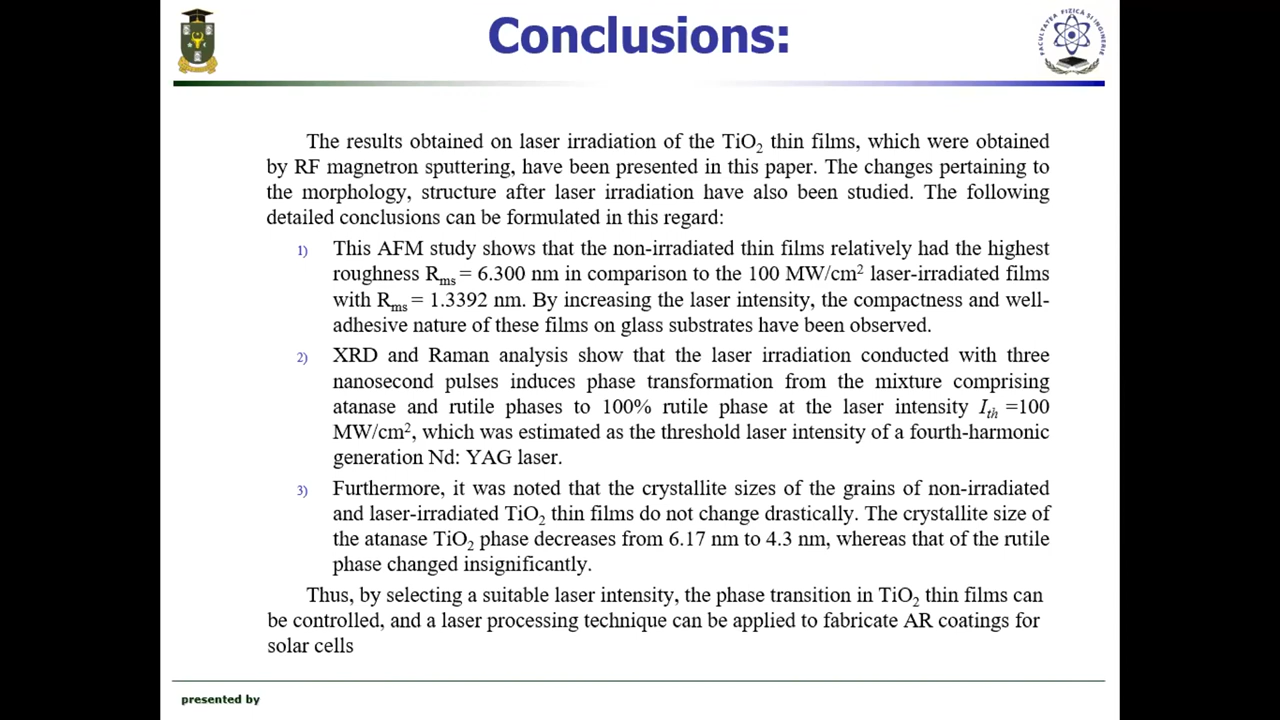 Conclusions:
FACULTATEA FIZICA ȘI INGINERIE
The results obtained on laser irradiation of the TiO₂ thin films, which were obtained
by RF magnetron sputtering, have been presented in this paper. The changes pertaining to
the morphology, structure after laser irradiation have also been studied. The following
detailed conclusions can be formulated in this regard:
1) This AFM study shows that the non-irradiated thin films relatively had the highest
roughness Rms = 6.300 nm in comparison to the 100 MW/cm² laser-irradiated films
with Rms = 1.3392 nm. By increasing the laser intensity, the compactness and well-
adhesive nature of these films on glass substrates have been observed.
2) XRD and Raman analysis show that the laser irradiation conducted with three
nanosecond pulses induces phase transformation from the mixture comprising
atanase and rutile phases to 100% rutile phase at the laser intensity Ith =100
MW/cm², which was estimated as the threshold laser intensity of a fourth-harmonic
generation Nd: YAG laser.
3) Furthermore, it was noted that the crystallite sizes of the grains of non-irradiated
and laser-irradiated TiO₂ thin films do not change drastically. The crystallite size of
the atanase TiO₂ phase decreases from 6.17 nm to 4.3 nm, whereas that of the rutile
phase changed insignificantly.
Thus, by selecting a suitable laser intensity, the phase transition in TiO₂ thin films can
be controlled, and a laser processing technique can be applied to fabricate AR coatings for
solar cells
presented by